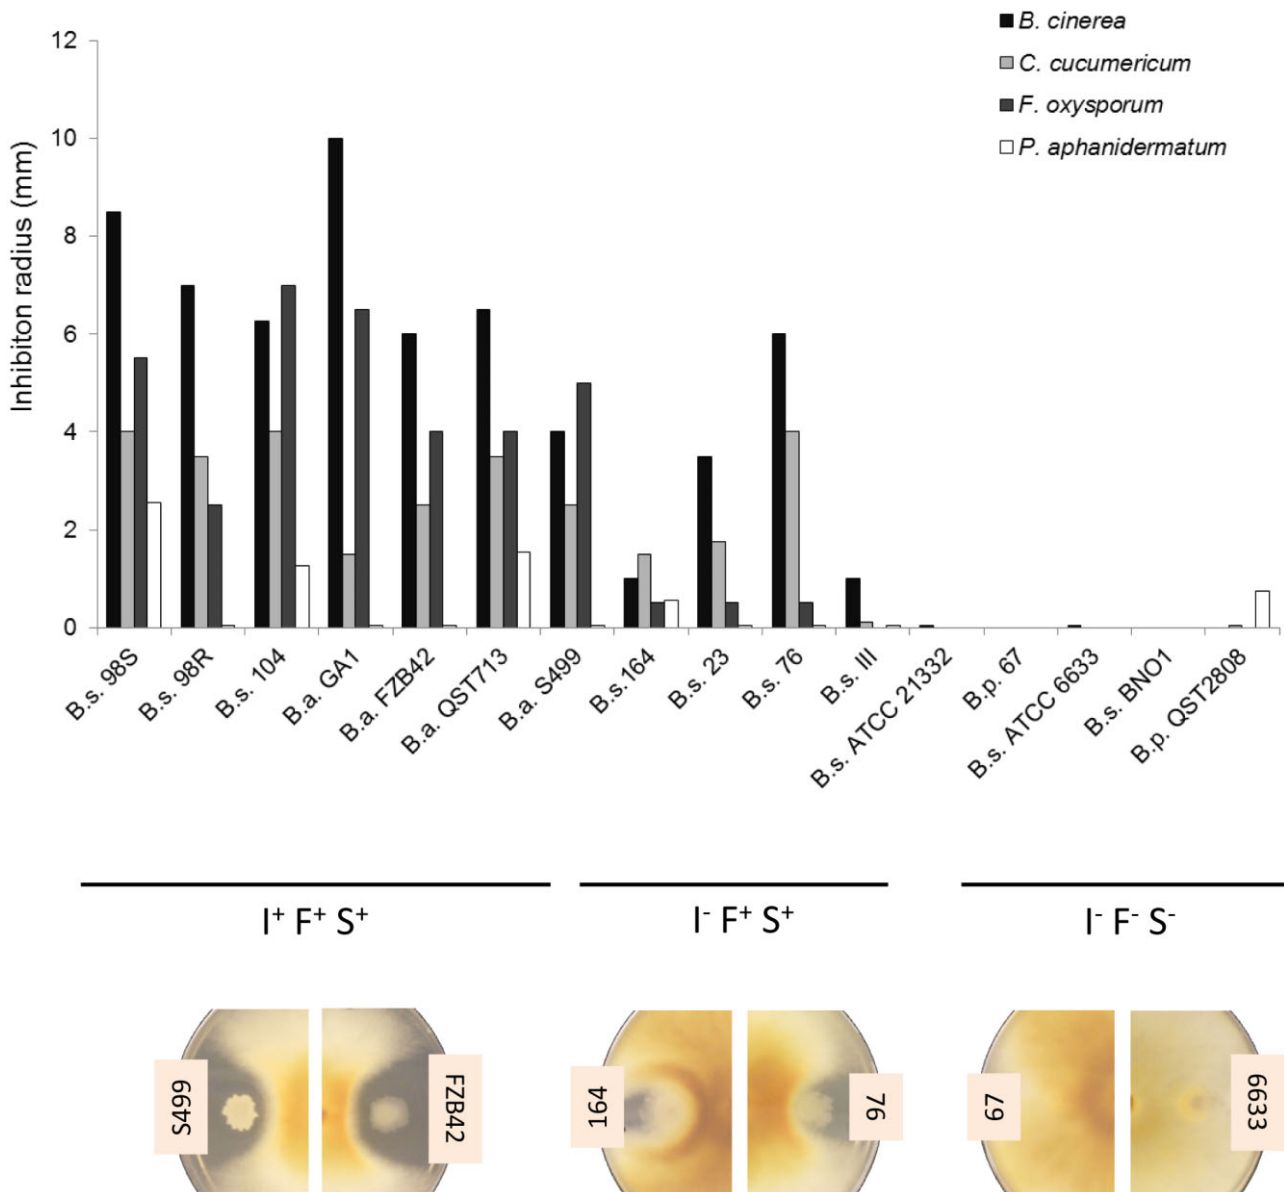 B. cinerea
C. cucumericum
F. oxysporum
P. aphanidermatum
Inhibiton radius (mm)
12
10
8
6
4
2
0
B.s. 98S
B.s. 98R
B.s. 104
B.a. GA1
B.a. FZB42
B.a. QST713
B.a. S499
B.s. 164
B.s. 23
B.s. 76
B.s. III
B.s. ATCC 21332
B.p. 67
B.s. ATCC 6633
B.s. BNO1
B.p. QST2808
I⁺ F⁺ S⁺
I⁻ F⁺ S⁺
I⁻ F⁻ S⁻
S499
FZB42
164
76
67
6633